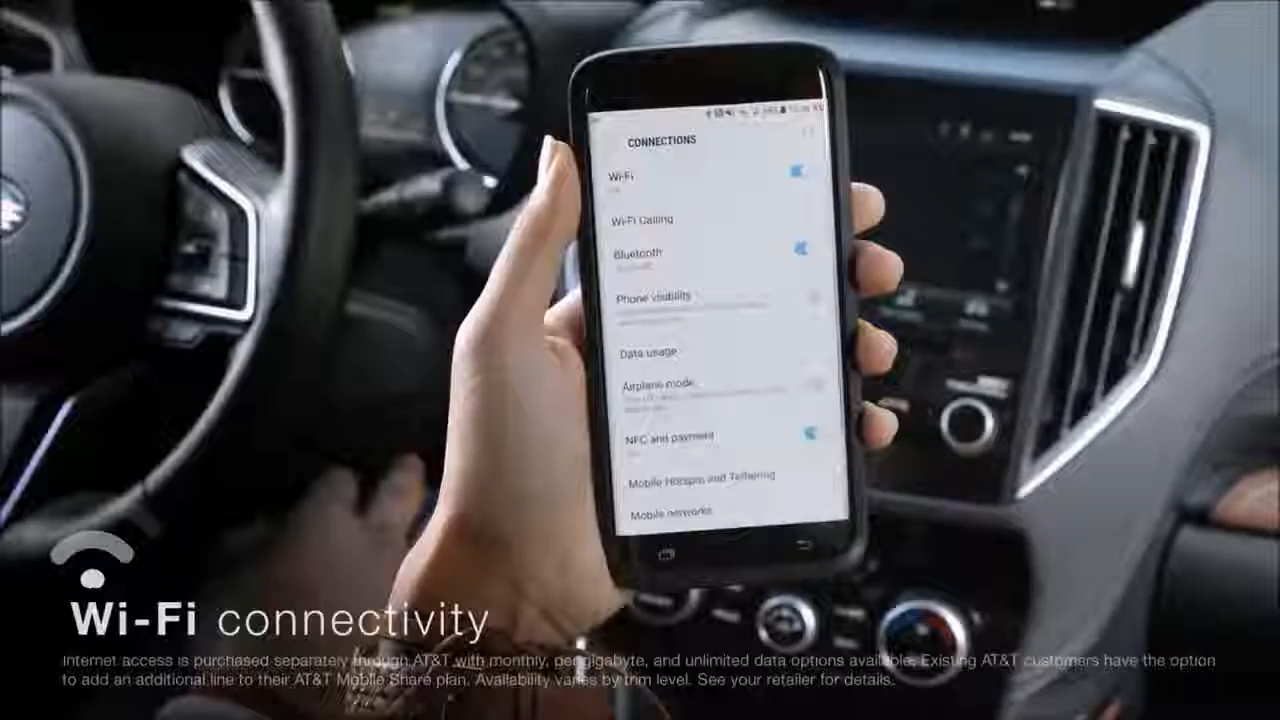 CONNECTIONS
Wi-Fi
Wi-Fi Calling
Bluetooth
Phone visibility
Data usage
Airplane mode
NFC and payment
Mobile Hotspot and Tethering
Mobile networks
Wi-Fi connectivity
Internet access is purchased separately through AT&T with monthly, per gigabyte, and unlimited data options available. Existing AT&T customers have the option
to add an additional line to their AT&T Mobile Share plan. Availability varies by trim level. See your retailer for details.